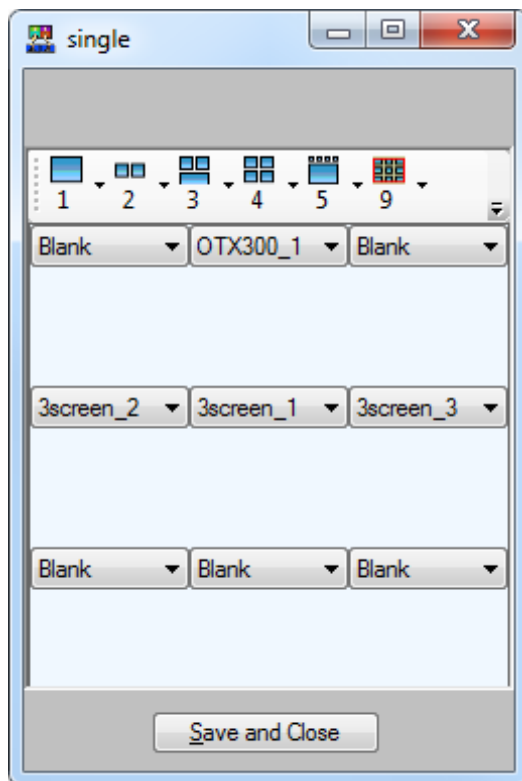 single
1 2 3 4 5 9
Blank OTX300_1 Blank
3screen_2 3screen_1 3screen_3
Blank Blank Blank
Save and Close